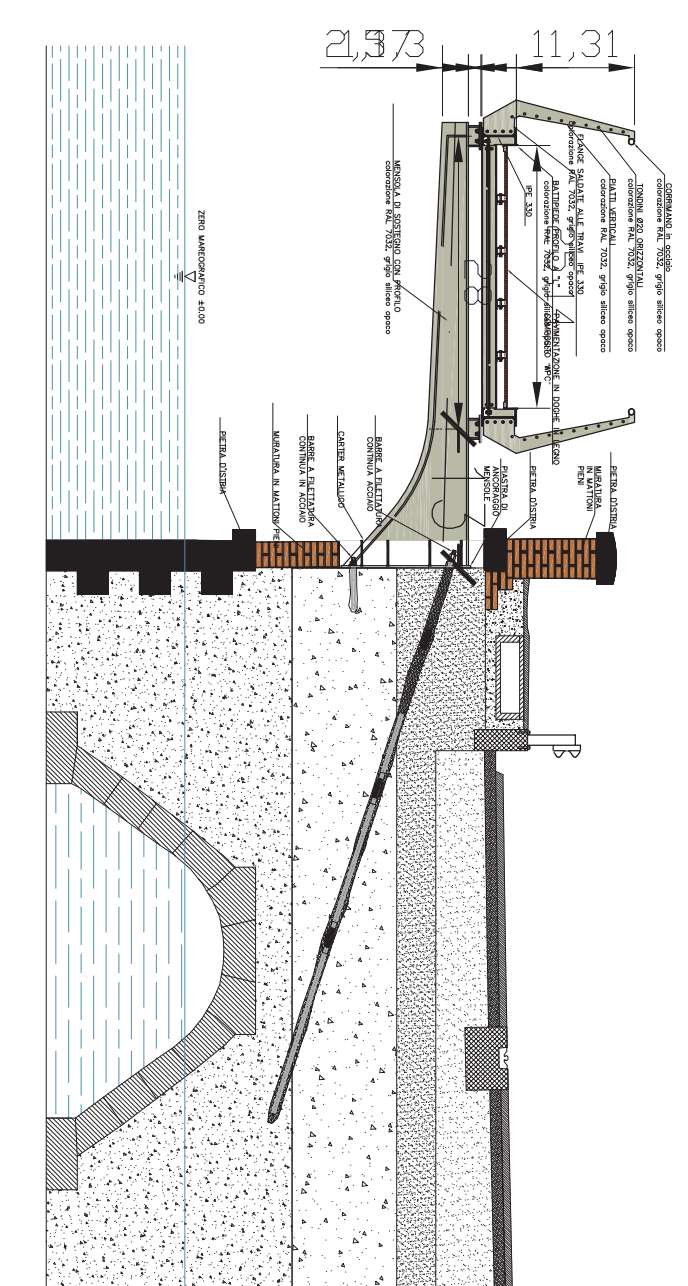 11,31
CORRIMANO in acciaio
colorazione RAL 7032, grigio siliceo opaco
TONDINI Ø20 ORIZZONTALI
colorazione RAL 7032, grigio siliceo opaco
PIATTI VERTICALI
colorazione RAL 7032, grigio siliceo opaco
FLANGE SALDATE ALLE TRAVI IPE 330
colorazione RAL 7032, grigio siliceo opaco
PAVIMENTAZIONE IN DOGHE IN LEGNO
COMPOSITO "WPC"
BATTIPIEDE PROFILO A "L"
colorazione RAL 7032, grigio siliceo opaco
IPE 330
MENSOLA DI SOSTEGNO CON PROFILO
colorazione RAL 7032, grigio siliceo opaco
ZERO MAREOGRAFICO ±0.00
PIETRA D'ISTRIA
MURATURA
IN MATTONI
PIENI
PIETRA D'ISTRIA
PIASTRA DI
ANCORAGGIO
MENSOLE
BARRE A FILETTATURA
CONTINUA ACCIAIO
CARTER METALLICO
BARRE A FILETTATURA
CONTINUA IN ACCIAIO
MURATURA IN MATTONI PIENI
PIETRA D'ISTRIA